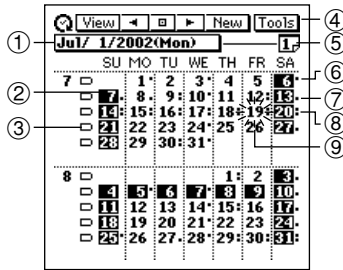 View New Tools ④
① Jul/ 1/2002(Mon) 1 ⑤
SU MO TU WE TH FR SA
7 1 2 3 4 5 6 ⑥
② 7 8 9 10 11 12 13 ⑦
14 15 16 17 18 19 20 ⑧
③ 21 22 23 24 25 26 27
28 29 30 31 ⑨
8 1 2 3
4 5 6 7 8 9 10
11 12 13 14 15 16 17
18 19 20 21 22 23 24
25 26 27 28 29 30 31